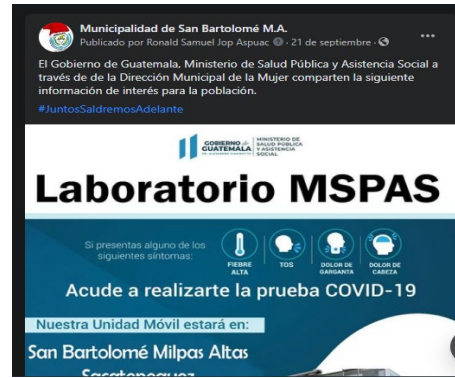 Municipalidad de San Bartolomé M.A.
Publicado por Ronald Samuel Jop Aspuac · 21 de septiembre ·
El Gobierno de Guatemala, Ministerio de Salud Pública y Asistencia Social a
través de de la Dirección Municipal de la Mujer comparten la siguiente
información de interés para la población.
#JuntosSaldremosAdelante
GOBIERNO de GUATEMALA
MINISTERIO DE SALUD PÚBLICA Y ASISTENCIA SOCIAL
Laboratorio MSPAS
Si presentas alguno de los
siguientes síntomas:
FIEBRE ALTA
TOS
DOLOR DE GARGANTA
DOLOR DE CABEZA
Acude a realizarte la prueba COVID-19
Nuestra Unidad Móvil estará en:
San Bartolomé Milpas Altas
Sacatepequez